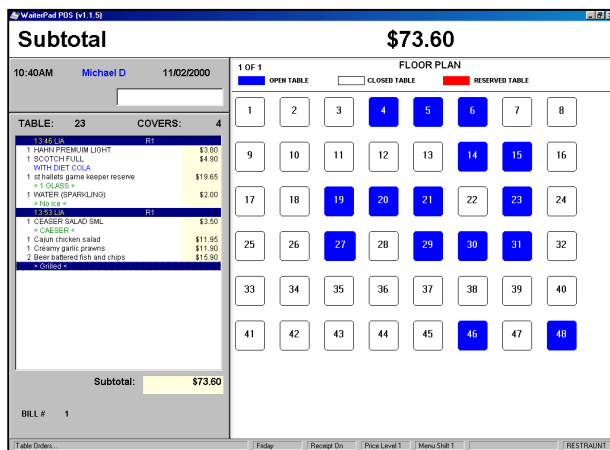 WaiterPad POS (v1.1.5)
Subtotal $73.60
10:40AM Michael D 11/02/2000
1 OF 1 FLOOR PLAN
OPEN TABLE CLOSED TABLE RESERVED TABLE
TABLE: 23 COVERS: 4
13:46 LIA R1
1 HAHN PREMUIM LIGHT $3.80
1 SCOTCH FULL $4.90
WITH DIET COLA
1 st hallets game keeper reserve $19.65
> 1 GLASS <
1 WATER (SPARKLING) $2.00
> No ice <
13:53 LIA R1
1 CEASER SALAD SML $3.50
> CAESER <
1 Cajun chicken salad $11.95
1 Creamy garlic prawns $11.90
2 Beer battered fish and chips $15.90
> Grilled <
1 2 3 4 5 6 7 8
9 10 11 12 13 14 15 16
17 18 19 20 21 22 23 24
25 26 27 28 29 30 31 32
33 34 35 36 37 38 39 40
41 42 43 44 45 46 47 48
Subtotal: $73.60
BILL # 1
Table Orders... Friday Receipt On Price Level 1 Menu Shift 1 RESTRAUNT